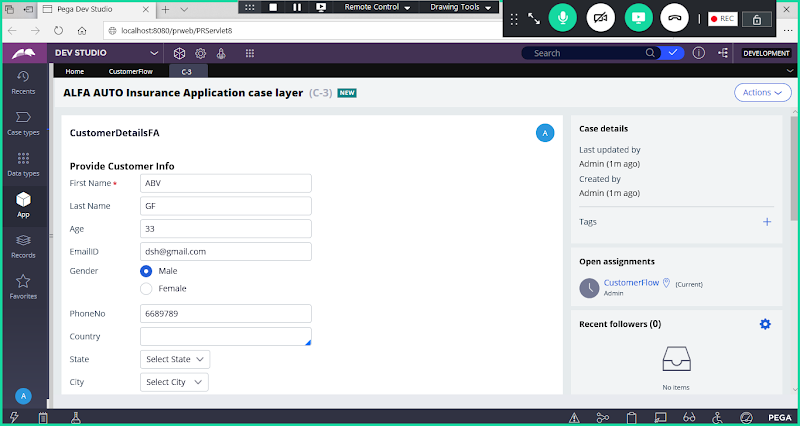 Pega Dev Studio
Remote Control
Drawing Tools
REC
localhost:8080/prweb/PRServlet8
DEV STUDIO
Search
DEVELOPMENT
Home
CustomerFlow
C-3
Recents
Case types
Data types
App
Records
Favorites
A
ALFA AUTO Insurance Application case layer (C-3) NEW
Actions
CustomerDetailsFA
A
Provide Customer Info
First Name * ABV
Last Name GF
Age 33
EmailID dsh@gmail.com
Gender Male
Female
PhoneNo 6689789
Country
State Select State
City Select City
Case details
Last updated by
Admin (1m ago)
Created by
Admin (1m ago)
Tags
Open assignments
CustomerFlow (Current)
Admin
Recent followers (0)
No items
PEGA